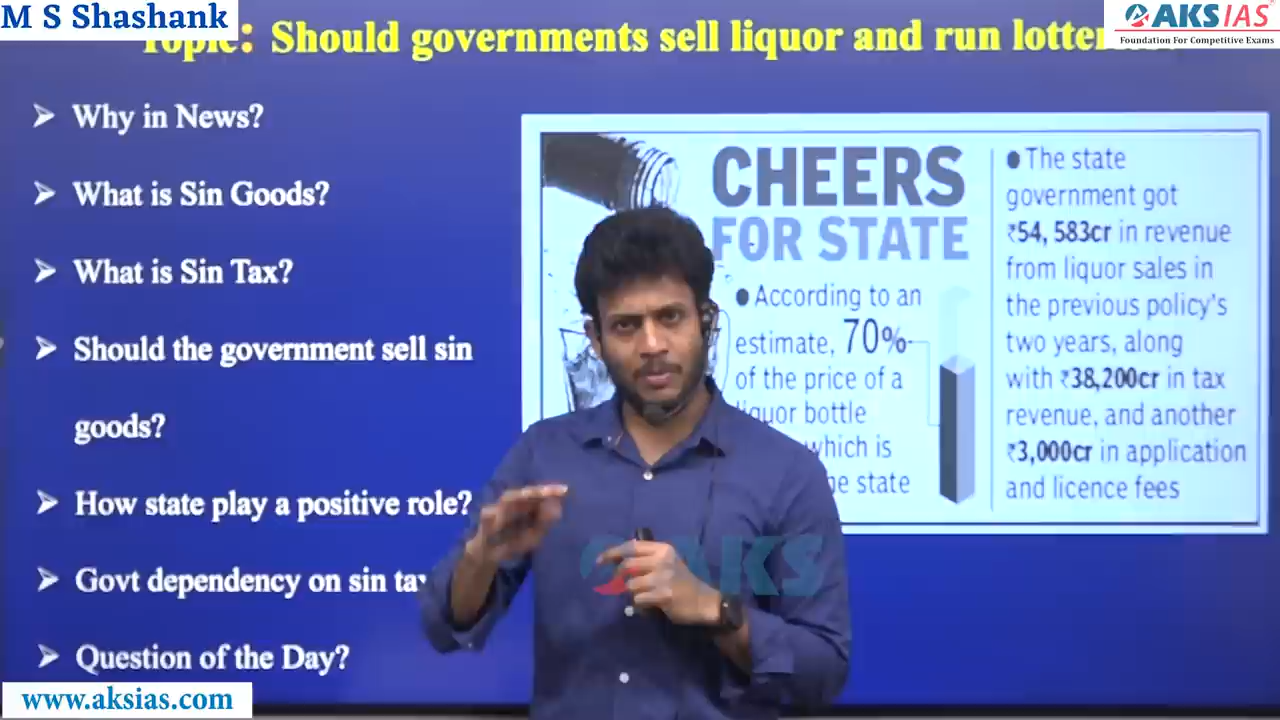 M S Shashank
AKS IAS
Foundation For Competitive Exams
Topic: Should governments sell liquor and run
➤ Why in News?
➤ What is Sin Goods?
➤ What is Sin Tax?
➤ Should the government sell sin
goods?
➤ How state play a positive role?
➤ Govt dependency on sin
➤ Question of the Day?
CHEERS
FOR STATE
● According to an
estimate, 70%
of the price of a
liquor bottle
which is
state
● The state
government got
₹54, 583cr in revenue
from liquor sales in
the previous policy's
two years, along
with ₹38,200cr in tax
revenue, and another
₹3,000cr in application
and licence fees
AKS
www.aksias.com